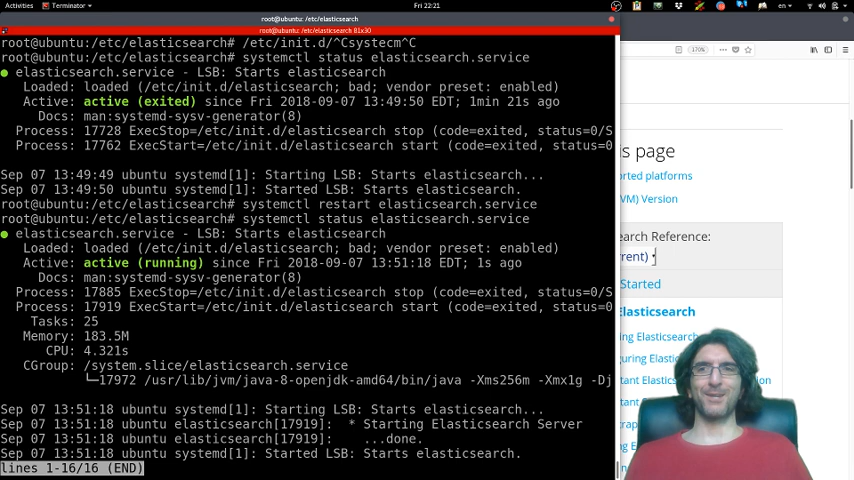 Activities
Terminator
Fri 22:21
en
root@ubuntu: /etc/elasticsearch
root@ubuntu: /etc/elasticsearch 81x30
root@ubuntu:/etc/elasticsearch# /etc/init.d/^Csystecm^C
root@ubuntu:/etc/elasticsearch# systemctl status elasticsearch.service
● elasticsearch.service - LSB: Starts elasticsearch
Loaded: loaded (/etc/init.d/elasticsearch; bad; vendor preset: enabled)
Active: active (exited) since Fri 2018-09-07 13:49:50 EDT; 1min 21s ago
Docs: man:systemd-sysv-generator(8)
Process: 17728 ExecStop=/etc/init.d/elasticsearch stop (code=exited, status=0/S
Process: 17762 ExecStart=/etc/init.d/elasticsearch start (code=exited, status=0
Sep 07 13:49:49 ubuntu systemd[1]: Starting LSB: Starts elasticsearch...
Sep 07 13:49:50 ubuntu systemd[1]: Started LSB: Starts elasticsearch.
root@ubuntu:/etc/elasticsearch# systemctl restart elasticsearch.service
root@ubuntu:/etc/elasticsearch# systemctl status elasticsearch.service
● elasticsearch.service - LSB: Starts elasticsearch
Loaded: loaded (/etc/init.d/elasticsearch; bad; vendor preset: enabled)
Active: active (running) since Fri 2018-09-07 13:51:18 EDT; 1s ago
Docs: man:systemd-sysv-generator(8)
Process: 17885 ExecStop=/etc/init.d/elasticsearch stop (code=exited, status=0/S
Process: 17919 ExecStart=/etc/init.d/elasticsearch start (code=exited, status=0
Tasks: 25
Memory: 183.5M
CPU: 4.321s
CGroup: /system.slice/elasticsearch.service
└─17972 /usr/lib/jvm/java-8-openjdk-amd64/bin/java -Xms256m -Xmx1g -Dj
Sep 07 13:51:18 ubuntu systemd[1]: Starting LSB: Starts elasticsearch...
Sep 07 13:51:18 ubuntu elasticsearch[17919]:  * Starting Elasticsearch Server
Sep 07 13:51:18 ubuntu elasticsearch[17919]:    ...done.
Sep 07 13:51:18 ubuntu systemd[1]: Started LSB: Starts elasticsearch.
lines 1-16/16 (END)
170%
is page
orted platforms
VM) Version
earch Reference:
rrent)
Started
Elasticsearch
ing Elasticsearch
uring Elastic
tant Elastic